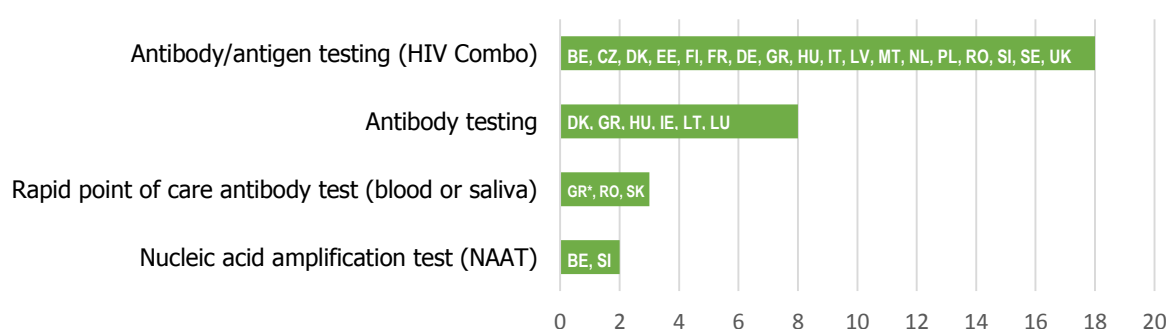 Antibody/antigen testing (HIV Combo)
BE, CZ, DK, EE, FI, FR, DE, GR, HU, IT, LV, MT, NL, PL, RO, SI, SE, UK
Antibody testing
DK, GR, HU, IE, LT, LU
Rapid point of care antibody test (blood or saliva)
GR*, RO, SK
Nucleic acid amplification test (NAAT)
BE, SI
0 2 4 6 8 10 12 14 16 18 20